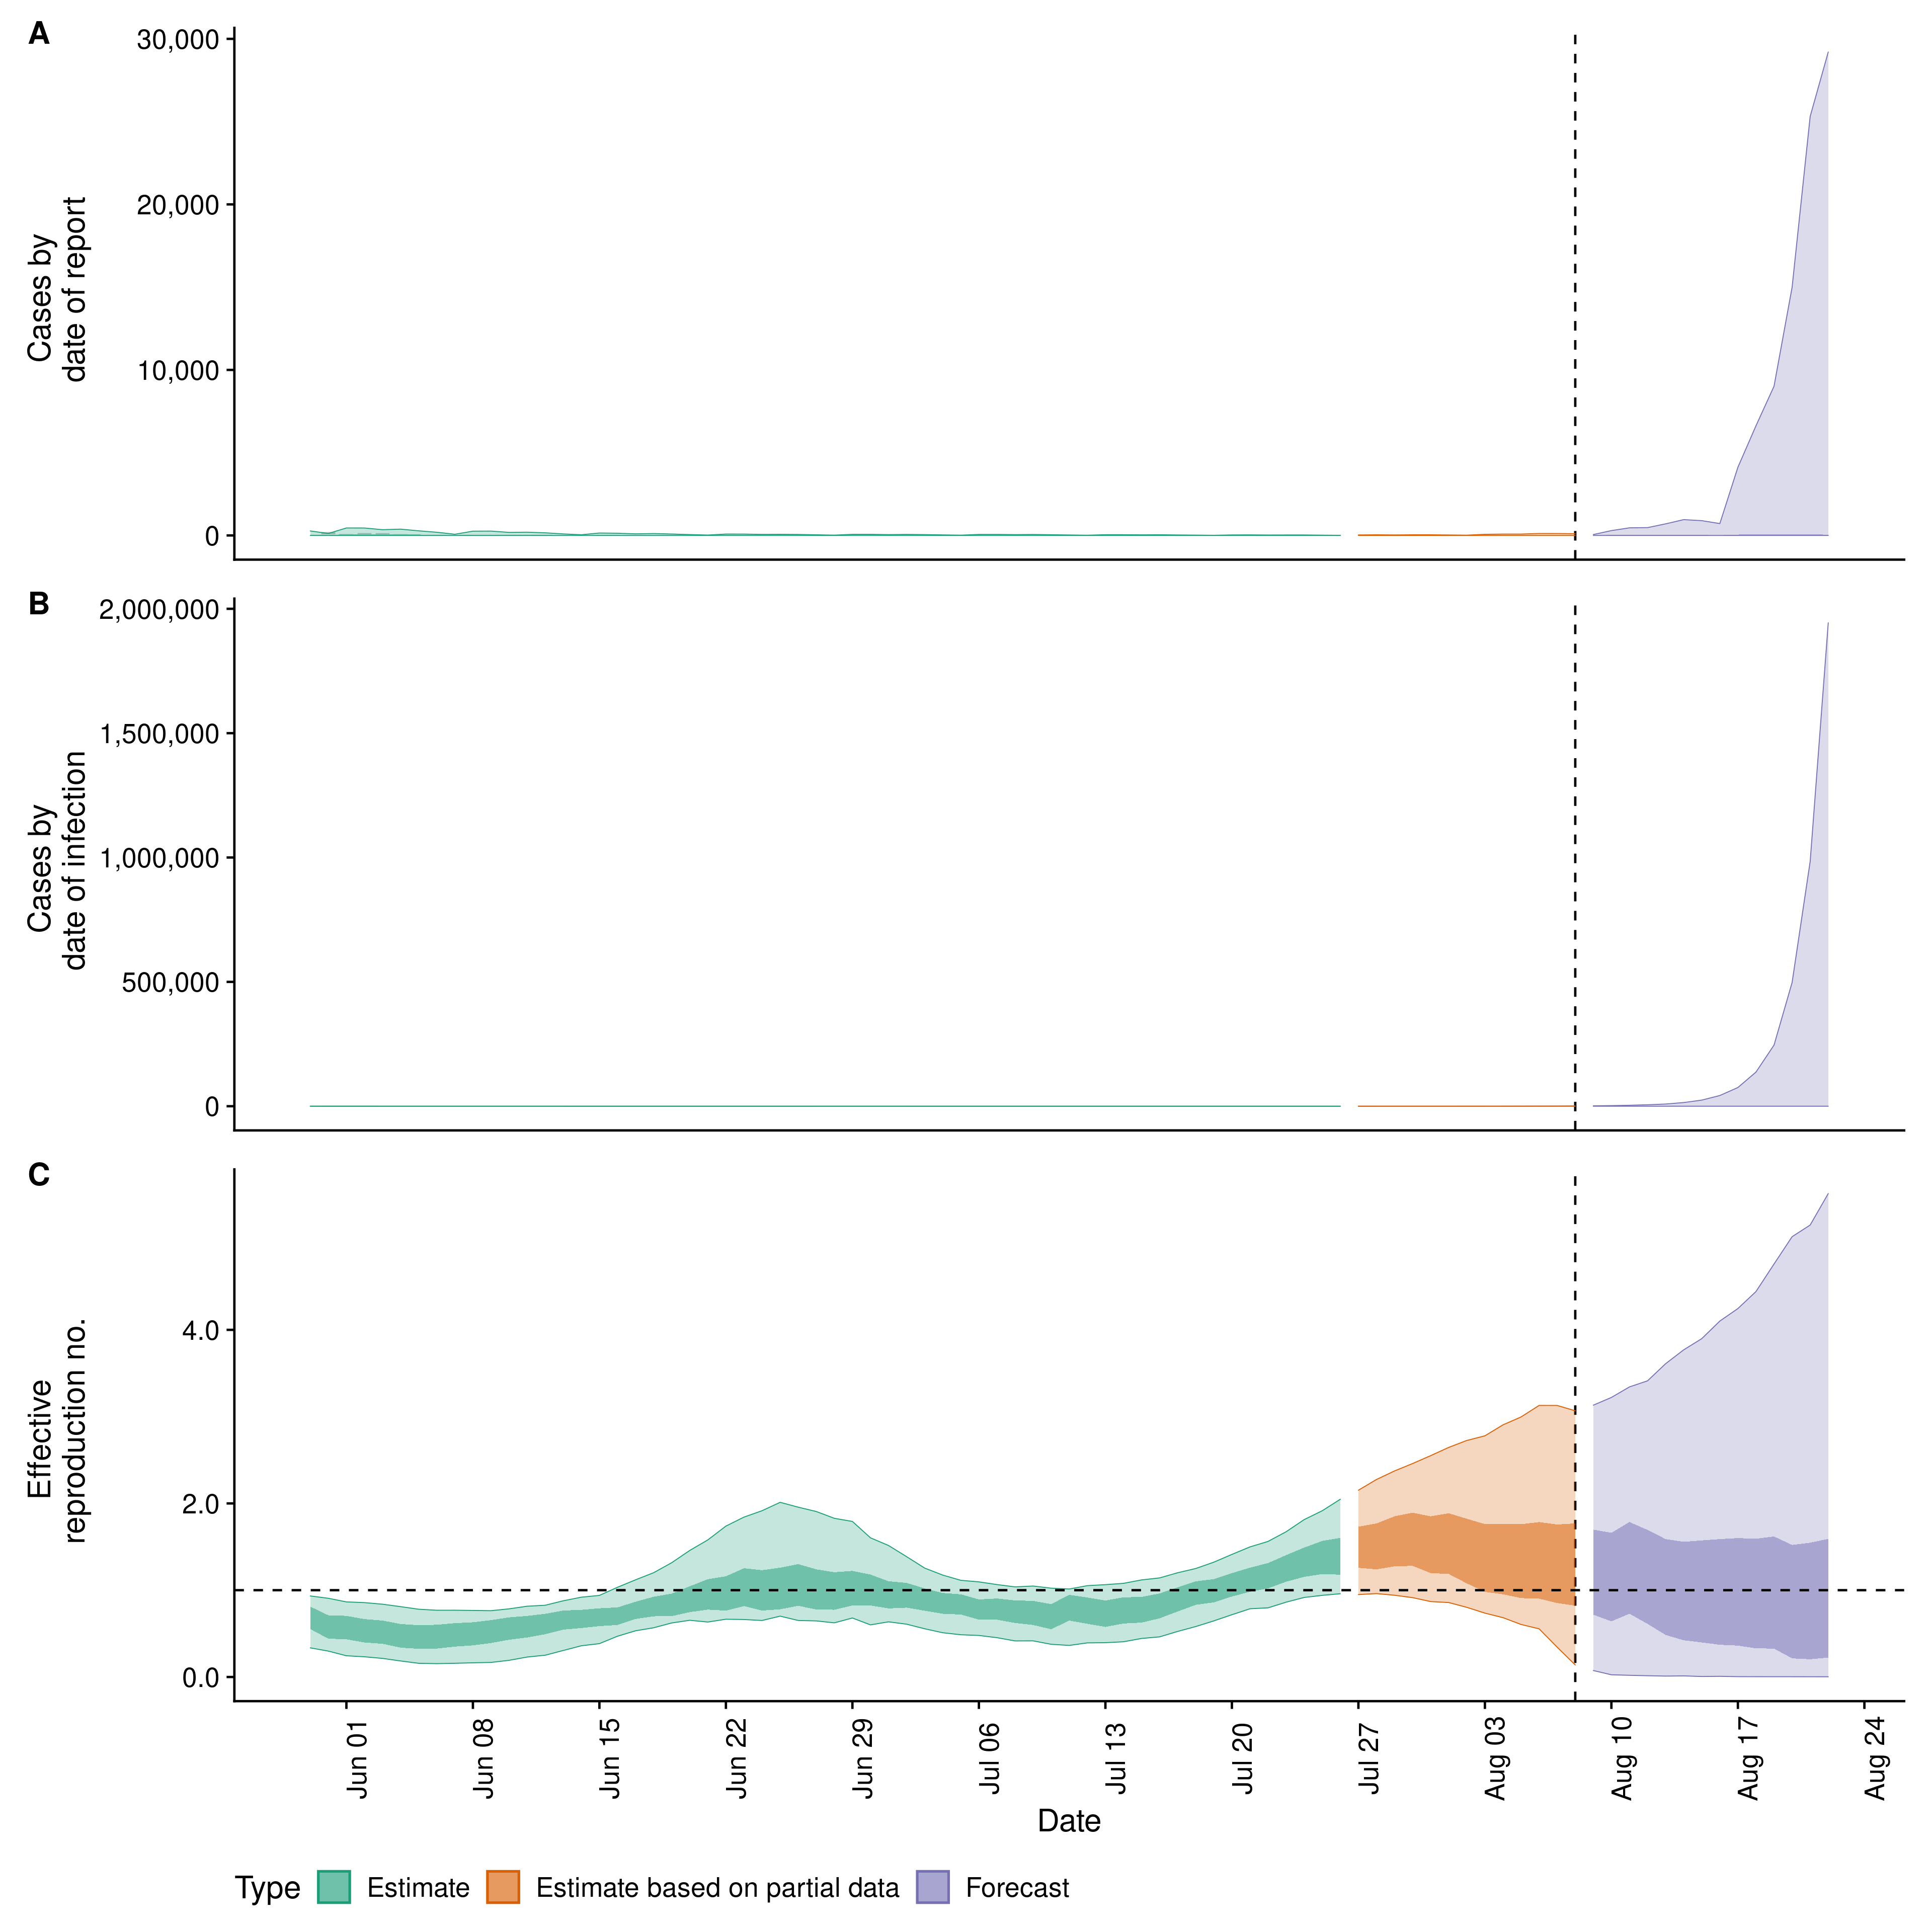 A
30,000
20,000
10,000
0
Cases by
date of report
B
2,000,000
1,500,000
1,000,000
500,000
0
Cases by
date of infection
C
4.0
2.0
0.0
Effective
reproduction no.
Jun 01
Jun 08
Jun 15
Jun 22
Jun 29
Jul 06
Jul 13
Jul 20
Jul 27
Aug 03
Aug 10
Aug 17
Aug 24
Date
Type Estimate Estimate based on partial data Forecast